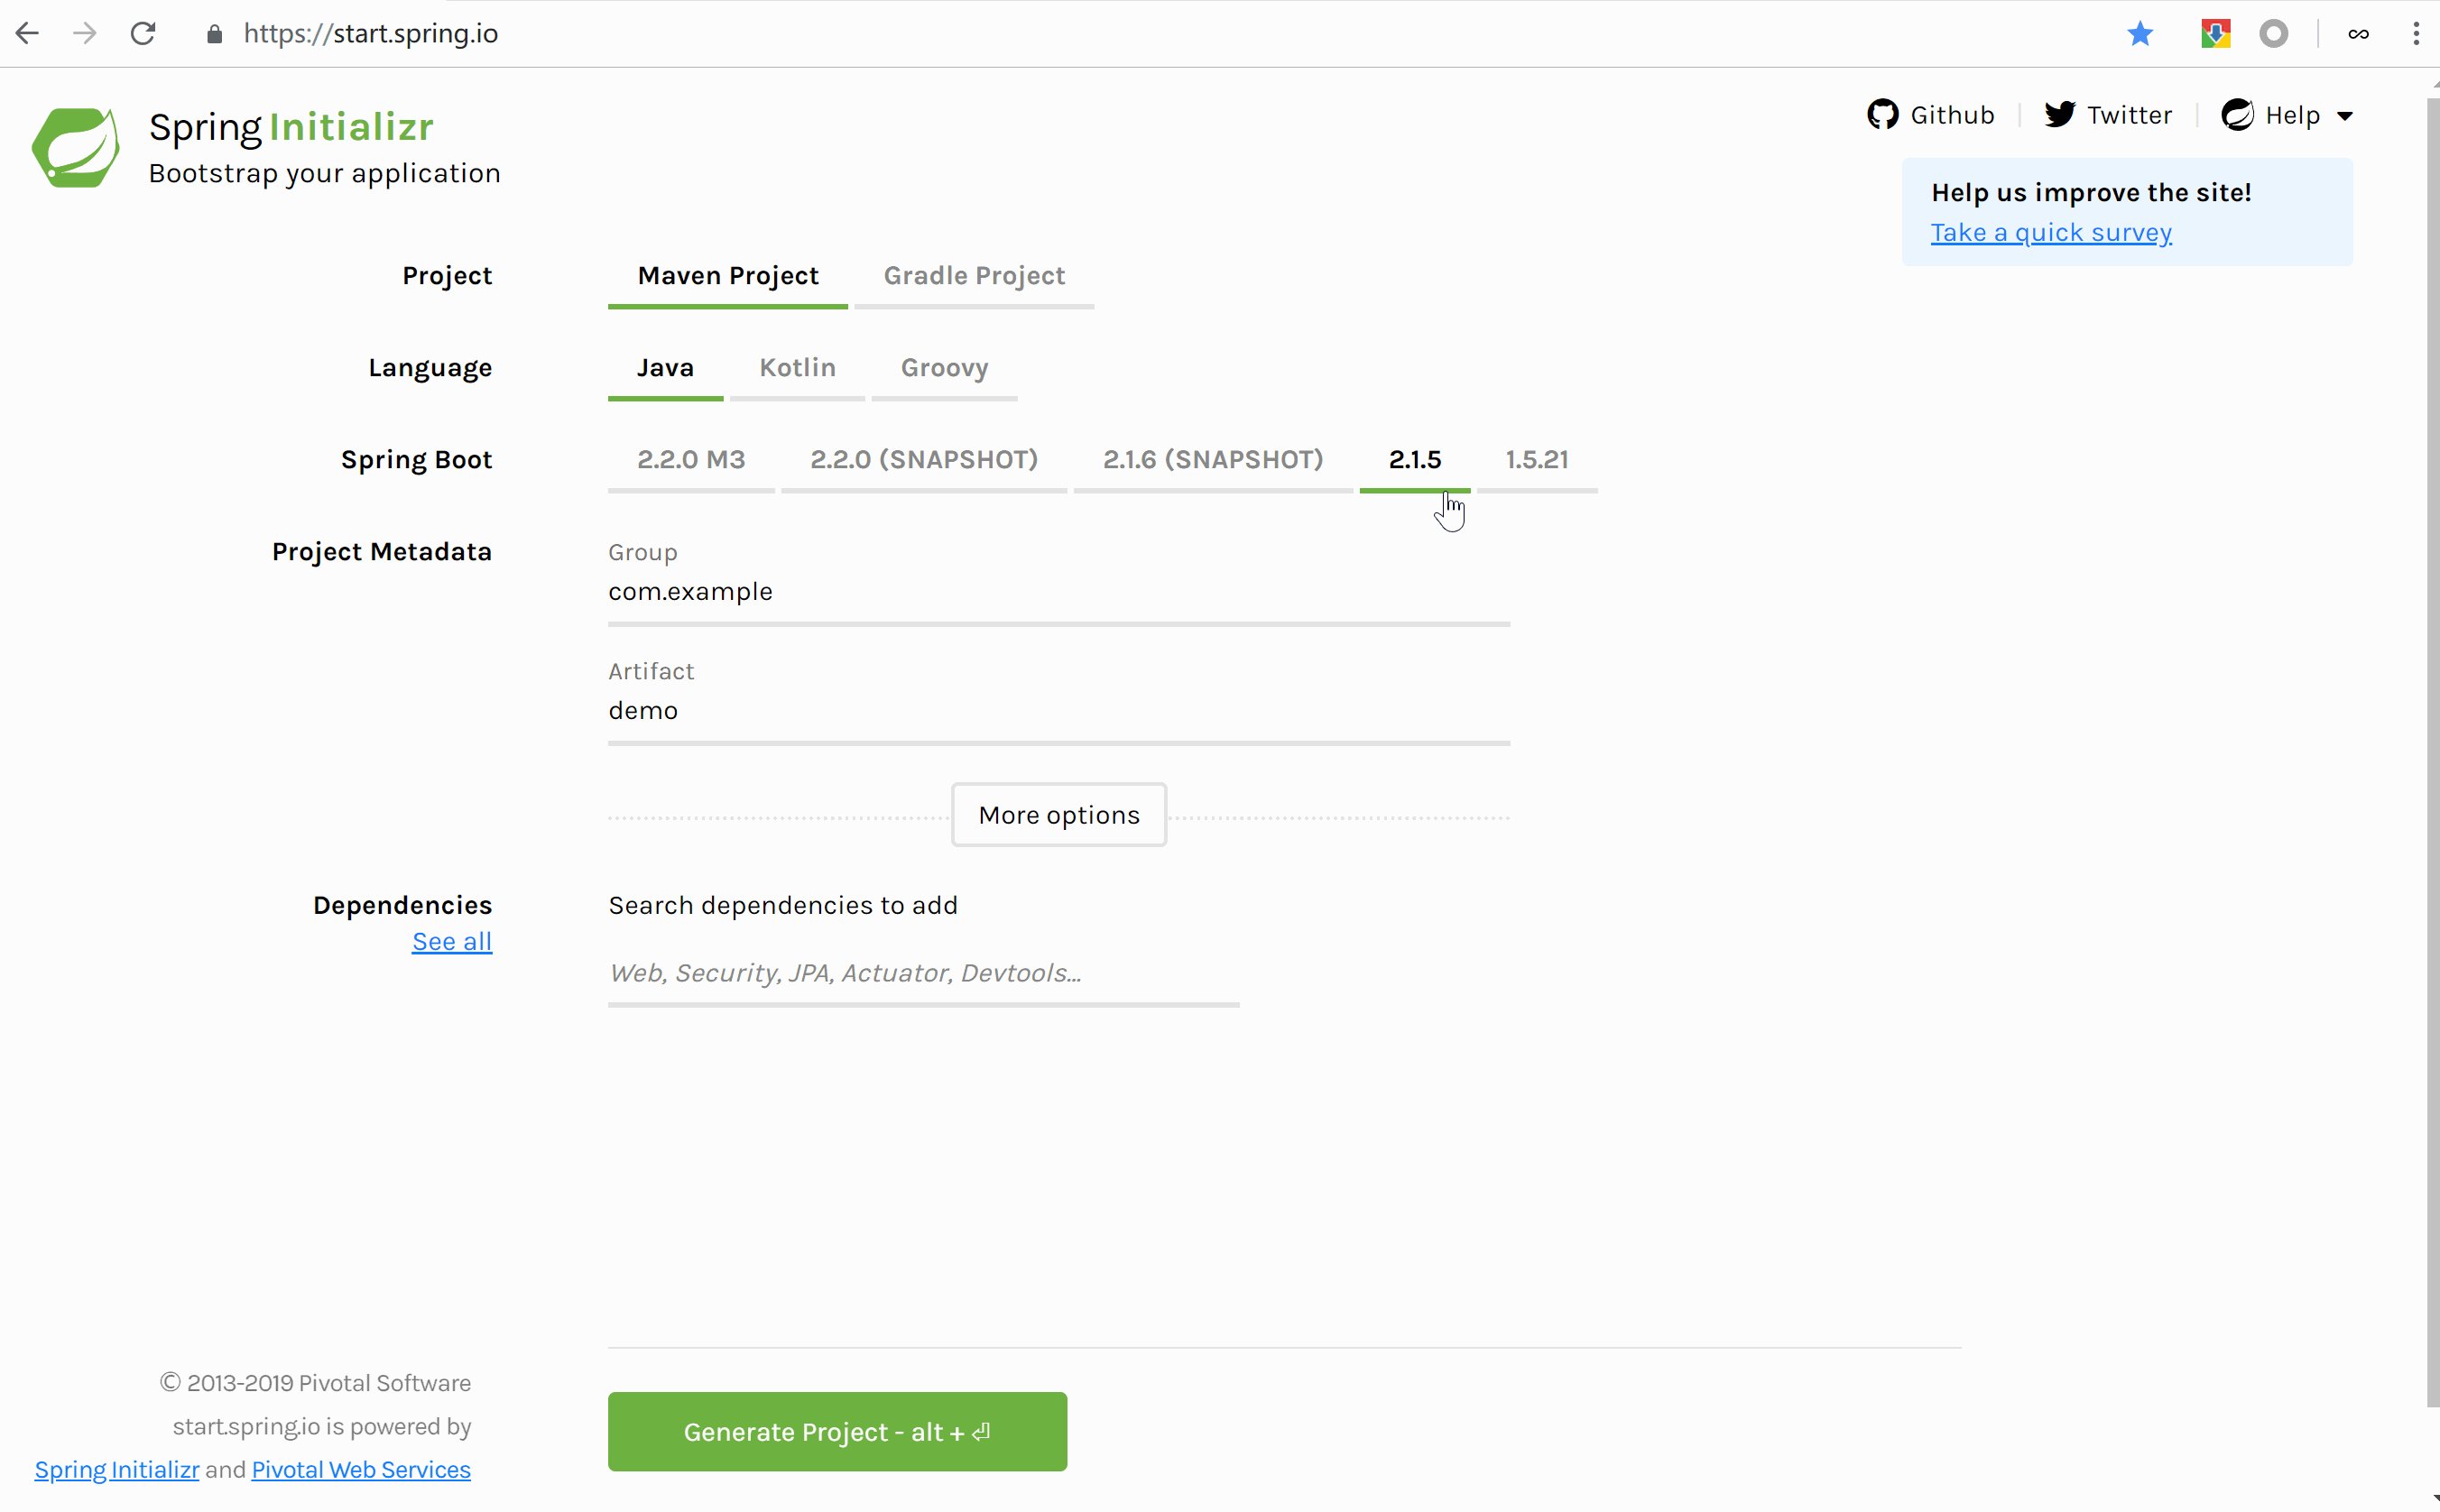 https://start.spring.io
Spring Initializr
Bootstrap your application
Github
Twitter
Help
Help us improve the site!
Take a quick survey
Project
Maven Project
Gradle Project
Language
Java
Kotlin
Groovy
Spring Boot
2.2.0 M3
2.2.0 (SNAPSHOT)
2.1.6 (SNAPSHOT)
2.1.5
1.5.21
Project Metadata
Group
com.example
Artifact
demo
More options
Dependencies
See all
Search dependencies to add
Web, Security, JPA, Actuator, Devtools...
© 2013-2019 Pivotal Software
start.spring.io is powered by
Spring Initializr and Pivotal Web Services
Generate Project - alt + ⏎